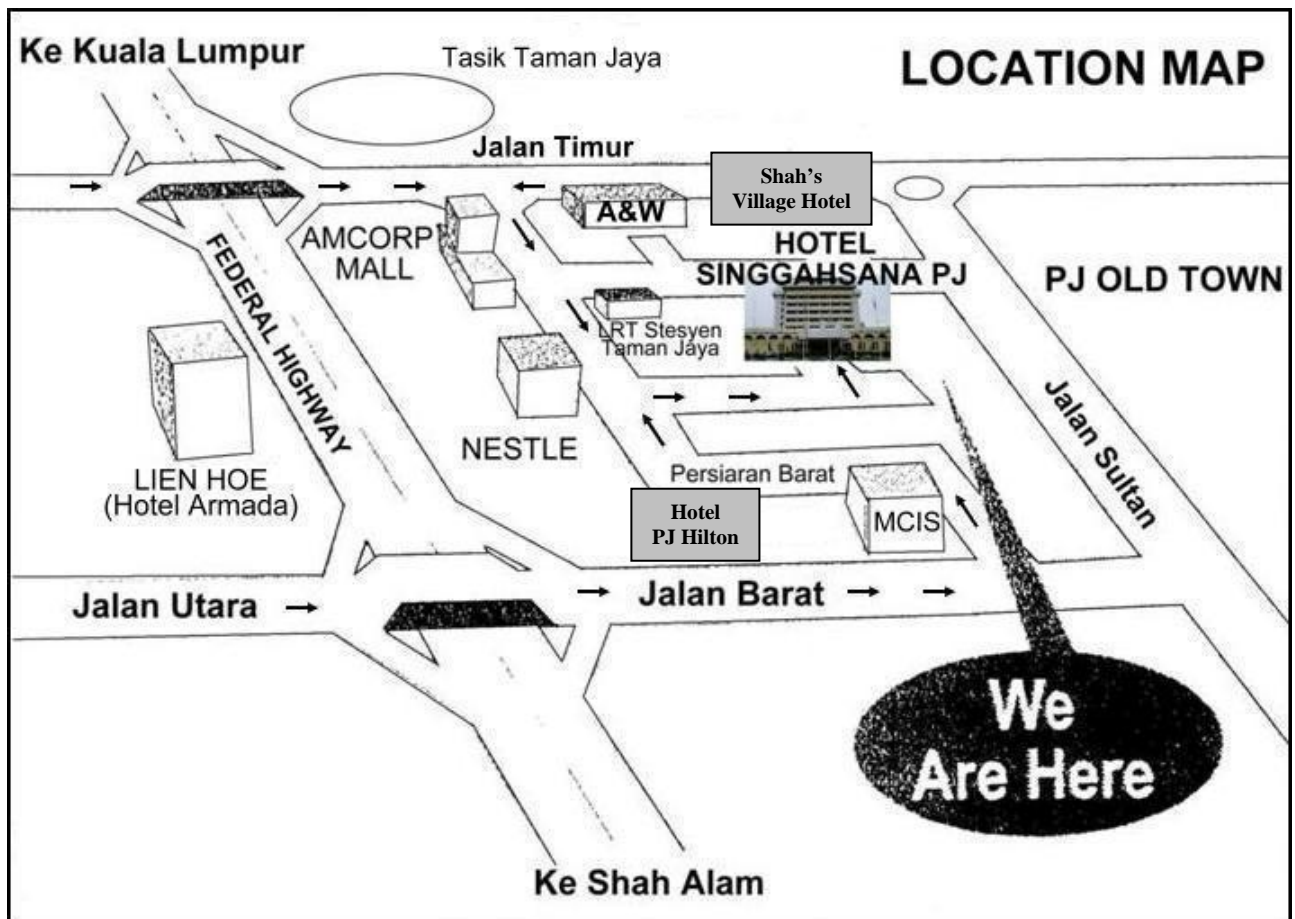 Ke Kuala Lumpur
Tasik Taman Jaya
LOCATION MAP
Jalan Timur
Shah's
Village Hotel
A&W
AMCORP
MALL
HOTEL
SINGGAHSANA PJ
PJ OLD TOWN
FEDERAL HIGHWAY
LRT Stesyen
Taman Jaya
NESTLE
Jalan Sultan
LIEN HOE
(Hotel Armada)
Persiaran Barat
Hotel
PJ Hilton
MCIS
Jalan Utara
Jalan Barat
We
Are Here
Ke Shah Alam